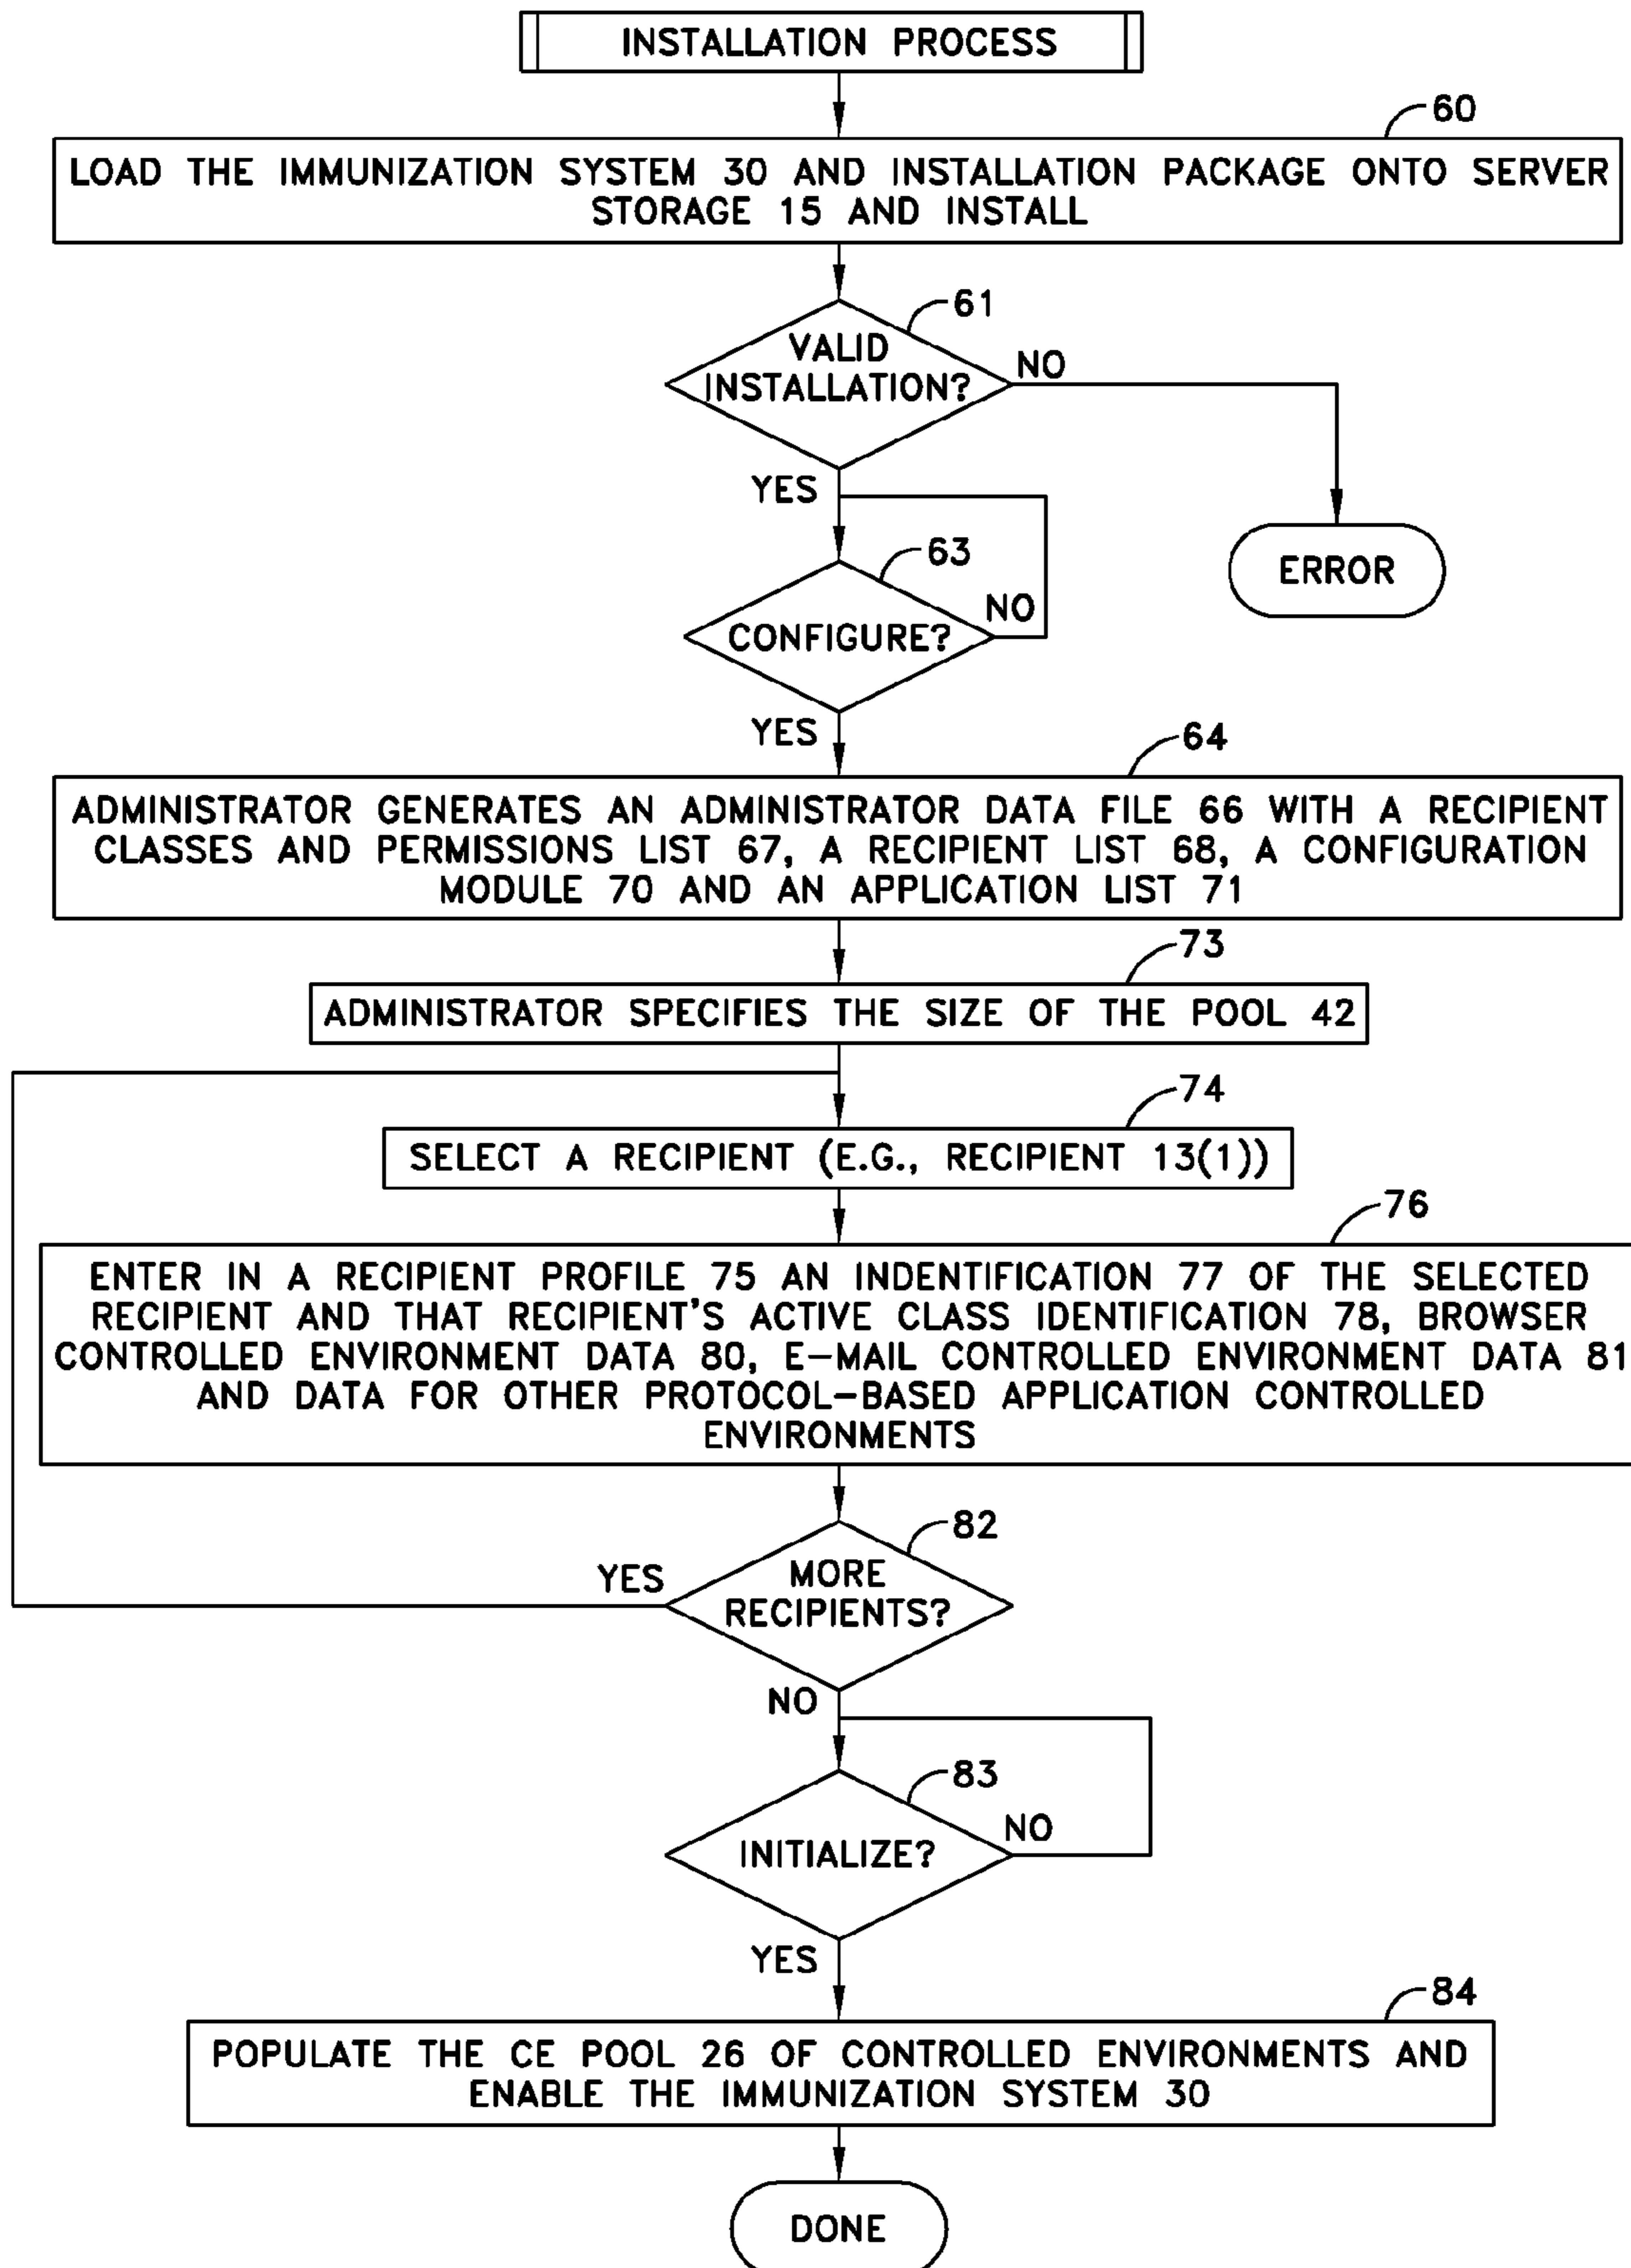 INSTALLATION PROCESS
60
LOAD THE IMMUNIZATION SYSTEM 30 AND INSTALLATION PACKAGE ONTO SERVER
STORAGE 15 AND INSTALL
61
VALID
INSTALLATION?
NO
YES
ERROR
63
CONFIGURE?
NO
YES
64
ADMINISTRATOR GENERATES AN ADMINISTRATOR DATA FILE 66 WITH A RECIPIENT
CLASSES AND PERMISSIONS LIST 67, A RECIPIENT LIST 68, A CONFIGURATION
MODULE 70 AND AN APPLICATION LIST 71
73
ADMINISTRATOR SPECIFIES THE SIZE OF THE POOL 42
74
SELECT A RECIPIENT (E.G., RECIPIENT 13(1))
76
ENTER IN A RECIPIENT PROFILE 75 AN INDENTIFICATION 77 OF THE SELECTED
RECIPIENT AND THAT RECIPIENT'S ACTIVE CLASS IDENTIFICATION 78, BROWSER
CONTROLLED ENVIRONMENT DATA 80, E-MAIL CONTROLLED ENVIRONMENT DATA 81
AND DATA FOR OTHER PROTOCOL-BASED APPLICATION CONTROLLED
ENVIRONMENTS
82
YES
MORE
RECIPIENTS?
NO
83
INITIALIZE?
NO
YES
84
POPULATE THE CE POOL 26 OF CONTROLLED ENVIRONMENTS AND
ENABLE THE IMMUNIZATION SYSTEM 30
DONE